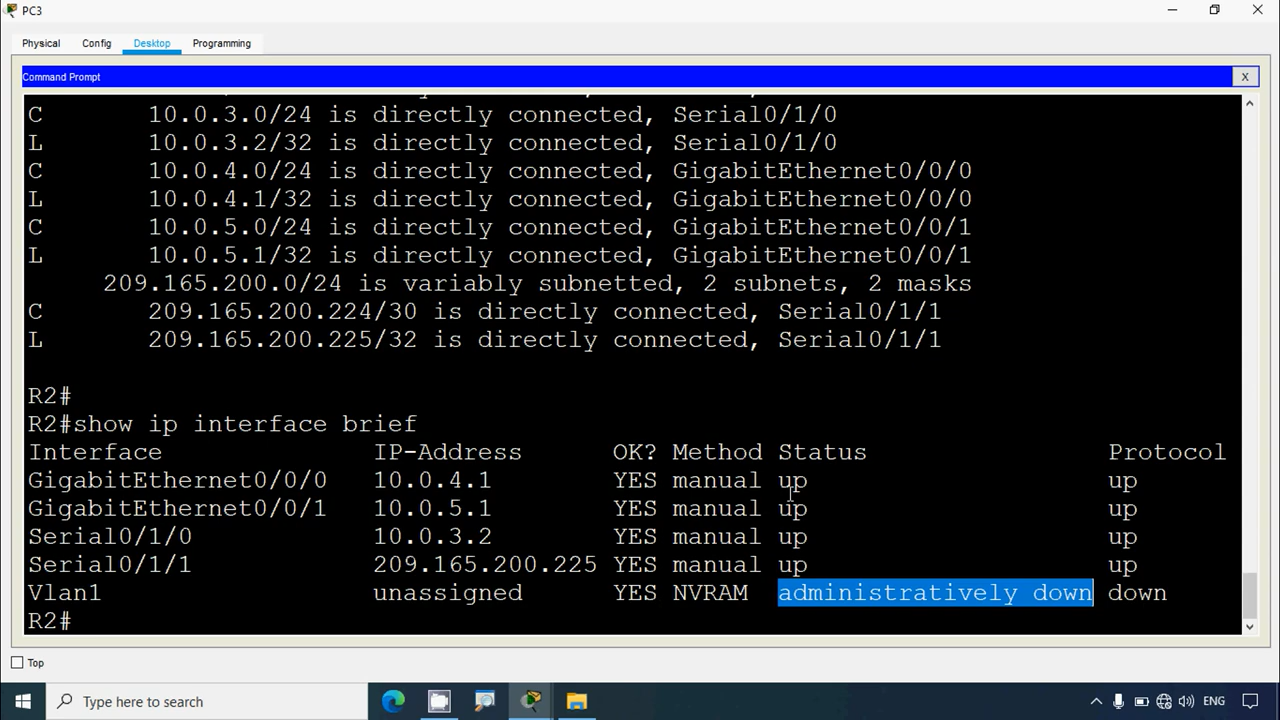 PC3
Physical Config Desktop Programming
Command Prompt X
C 10.0.3.0/24 is directly connected, Serial0/1/0
L 10.0.3.2/32 is directly connected, Serial0/1/0
C 10.0.4.0/24 is directly connected, GigabitEthernet0/0/0
L 10.0.4.1/32 is directly connected, GigabitEthernet0/0/0
C 10.0.5.0/24 is directly connected, GigabitEthernet0/0/1
L 10.0.5.1/32 is directly connected, GigabitEthernet0/0/1
209.165.200.0/24 is variably subnetted, 2 subnets, 2 masks
C 209.165.200.224/30 is directly connected, Serial0/1/1
L 209.165.200.225/32 is directly connected, Serial0/1/1
R2#
R2#show ip interface brief
Interface IP-Address OK? Method Status Protocol
GigabitEthernet0/0/0 10.0.4.1 YES manual up up
GigabitEthernet0/0/1 10.0.5.1 YES manual up up
Serial0/1/0 10.0.3.2 YES manual up up
Serial0/1/1 209.165.200.225 YES manual up up
Vlan1 unassigned YES NVRAM administratively down down
R2#
Top
Type here to search ENG